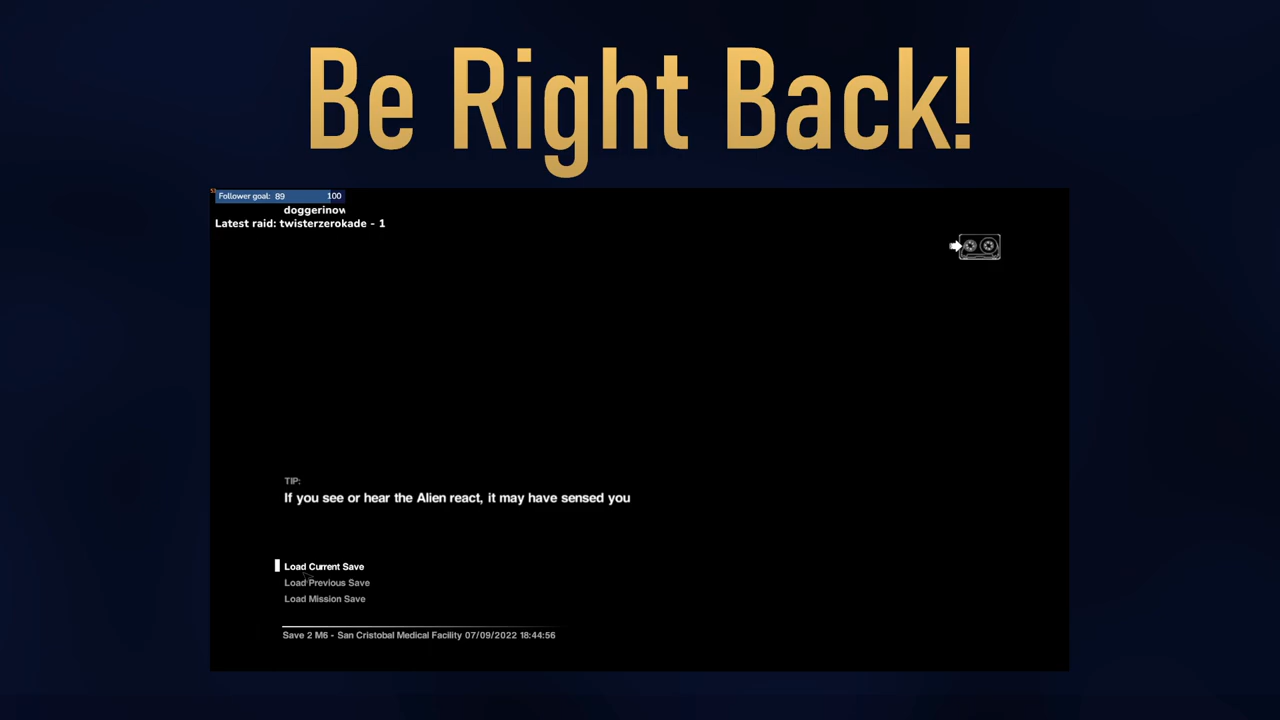 Be Right Back!
Follower goal: 89 100
doggerinow
Latest raid: twisterzerokade - 1
TIP:
If you see or hear the Alien react, it may have sensed you
Load Current Save
Load Previous Save
Load Mission Save
Save 2 M6 - San Cristobal Medical Facility 07/09/2022 18:44:56